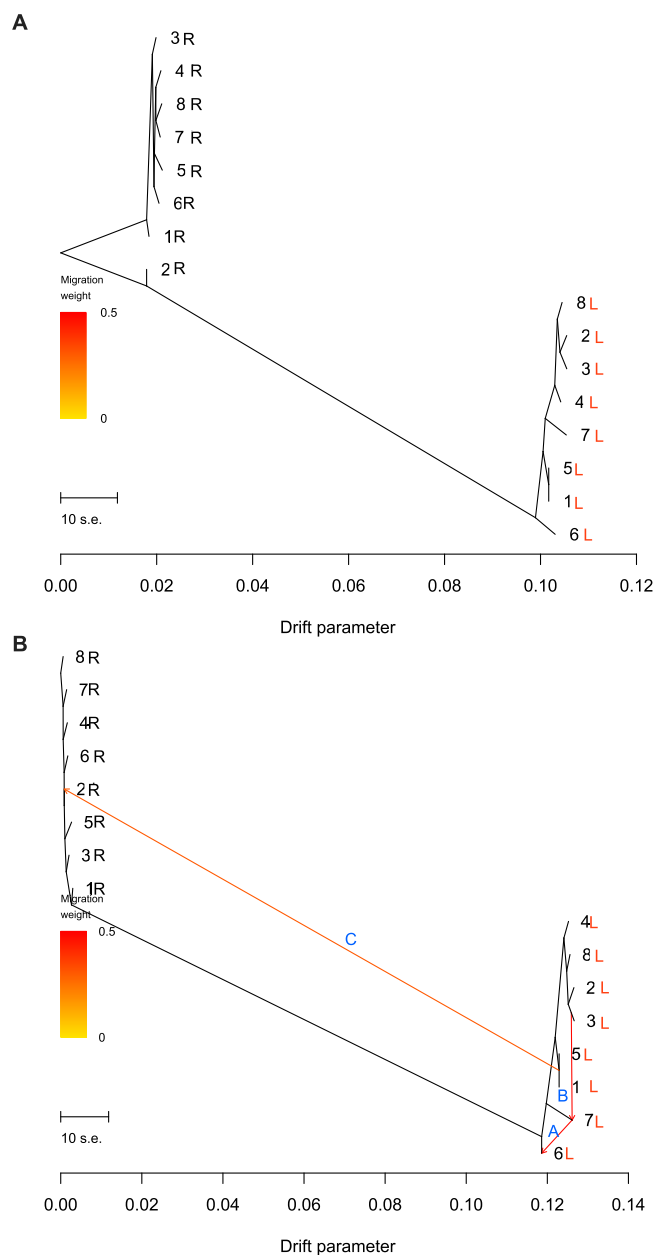 A
3 R
4 R
8 R
7 R
5 R
6R
1R
2 R
Migration
weight
0.5
0
8 L
2 L
3 L
4 L
7 L
5 L
1 L
6 L
10 s.e.
0.00 0.02 0.04 0.06 0.08 0.10 0.12
Drift parameter
B
8 R
7R
4R
6 R
2 R
5R
3 R
1R
Migration
weight
0.5
0
C
4L
8 L
2 L
3 L
5 L
1 L
B
7L
A
6L
10 s.e.
0.00 0.02 0.04 0.06 0.08 0.10 0.12 0.14
Drift parameter